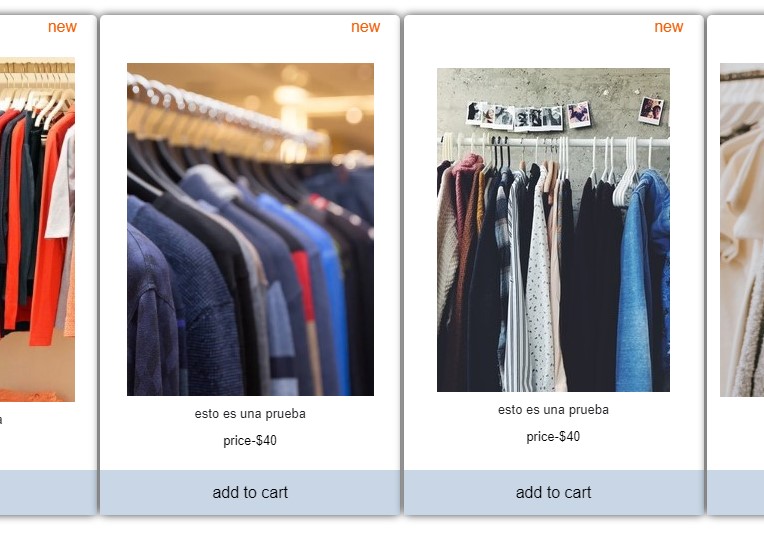 new
new
new
esto es una prueba
esto es una prueba
price-$40
price-$40
add to cart
add to cart